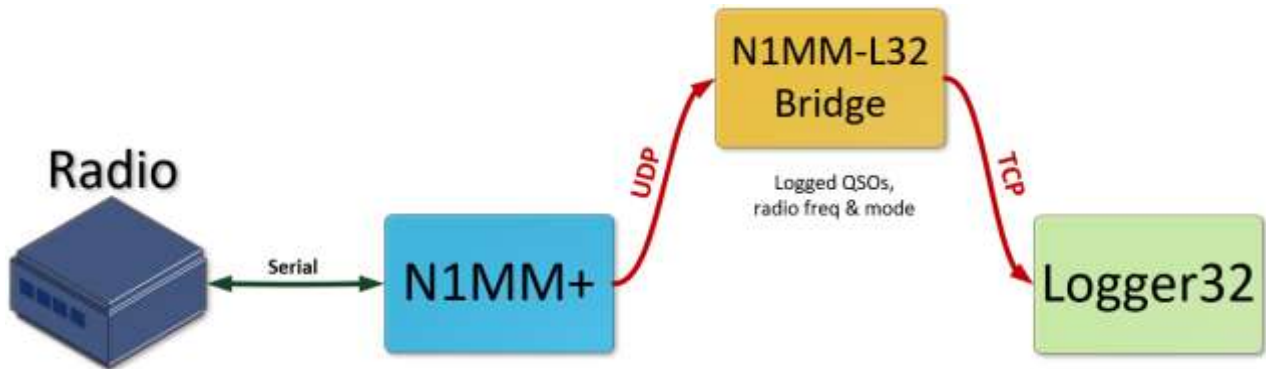 Radio
Serial
N1MM+
UDP
N1MM-L32
Bridge
Logged QSOs,
radio freq & mode
TCP
Logger32